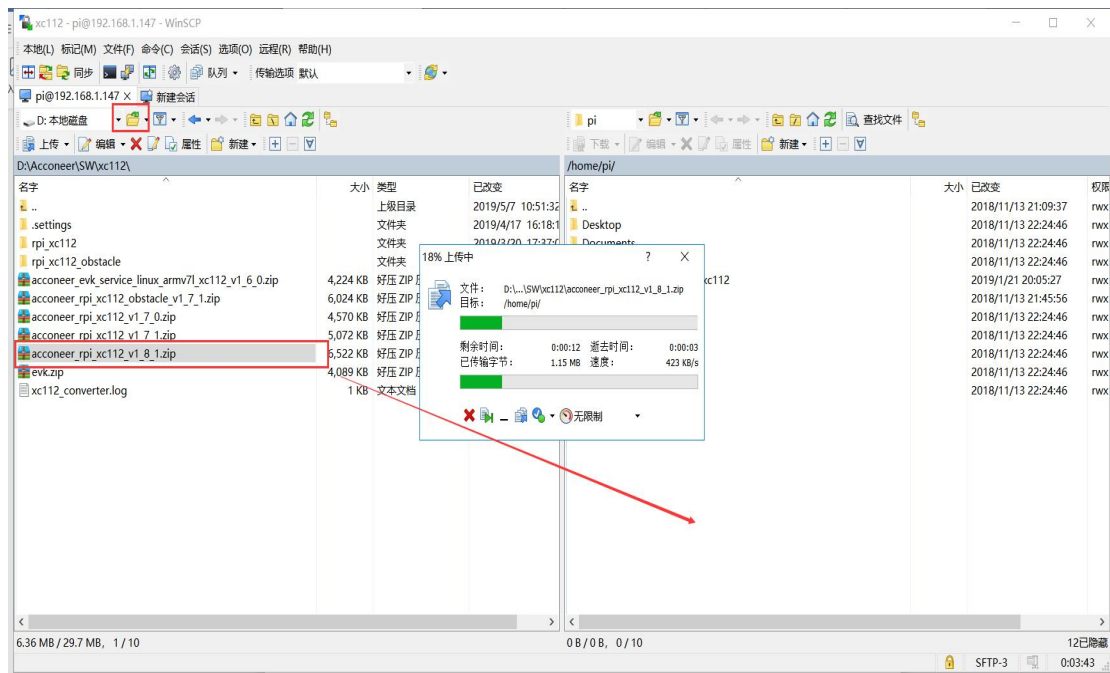 xc112 - pi@192.168.1.147 - WinSCP
本地(L) 标记(M) 文件(F) 命令(C) 会话(S) 选项(O) 远程(R) 帮助(H)
同步 队列 传输选项 默认
pi@192.168.1.147 × 新建会话
D: 本地磁盘 pi 查找文件
上传 编辑 属性 新建 下载 编辑 属性 新建
D:\Acconeer\SW\xc112\ /home/pi/
名字 大小 类型 已改变 名字 大小 已改变 权限
.. 上级目录 2019/5/7 10:51:32 .. 2018/11/13 21:09:37 rwx
.settings 文件夹 2019/4/17 16:18:1 Desktop 2018/11/13 22:24:46 rwx
rpi_xc112 文件夹 2019/3/20 17:37:0 Documents 2018/11/13 22:24:46 rwx
rpi_xc112_obstacle 文件夹 18% 上传中 ? X 2018/11/13 22:24:46 rwx
acconeer_evk_service_linux_armv7l_xc112_v1_6_0.zip 4,224 KB 好压 ZIP 文件: D:\...\SW\xc112\acconeer_rpi_xc112_v1_8_1.zip xc112 2019/1/21 20:05:27 rwx
acconeer_rpi_xc112_obstacle_v1_7_1.zip 6,024 KB 好压 ZIP 目标: /home/pi/ 2018/11/13 21:45:56 rwx
acconeer_rpi_xc112_v1_7_0.zip 4,570 KB 好压 ZIP 2018/11/13 22:24:46 rwx
acconeer_rpi_xc112_v1_7_1.zip 5,072 KB 好压 ZIP 剩余时间: 0:00:12 逝去时间: 0:00:03 2018/11/13 22:24:46 rwx
acconeer_rpi_xc112_v1_8_1.zip 6,522 KB 好压 ZIP 已传输字节: 1.15 MB 速度: 423 KB/s 2018/11/13 22:24:46 rwx
evk.zip 4,089 KB 好压 ZIP 2018/11/13 22:24:46 rwx
xc112_converter.log 1 KB 文本文档 2018/11/13 22:24:46 rwx
无限制
6.36 MB / 29.7 MB, 1 / 10 0 B / 0 B, 0 / 10 12已隐藏
SFTP-3 0:03:43